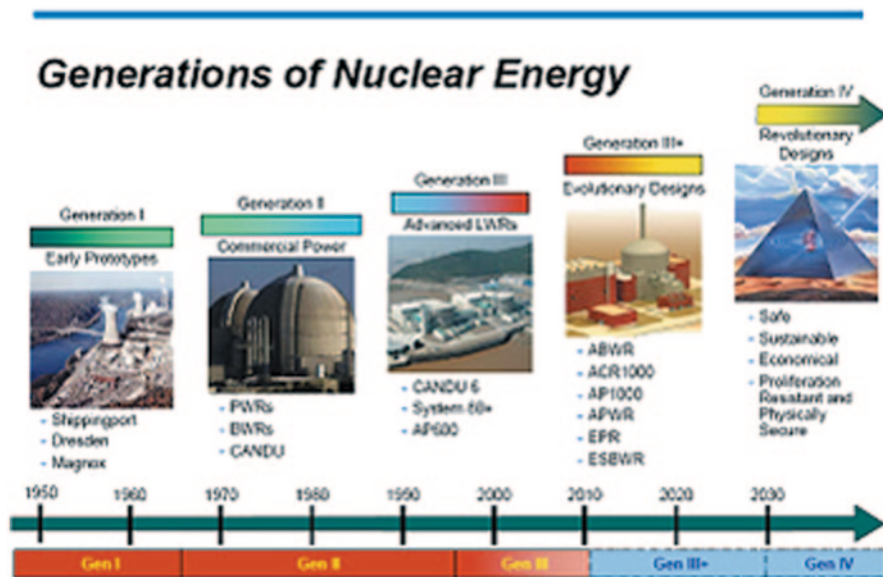 Generations of Nuclear Energy
Generation I
Early Prototypes
- Shippingport
- Dresden
- Magnox
Generation II
Commercial Power
- PWRs
- BWRs
- CANDU
Generation III
Advanced LWRs
- CANDU 6
- System 80+
- AP600
Generation III+
Evolutionary Designs
- ABWR
- ACR1000
- AP1000
- APWR
- EPR
- ESBWR
Generation IV
Revolutionary
Designs
- Safe
- Sustainable
- Economical
- Proliferation
Resistant and
Physically
Secure
1950 1960 1970 1980 1990 2000 2010 2020 2030
Gen I Gen II Gen III Gen III+ Gen IV